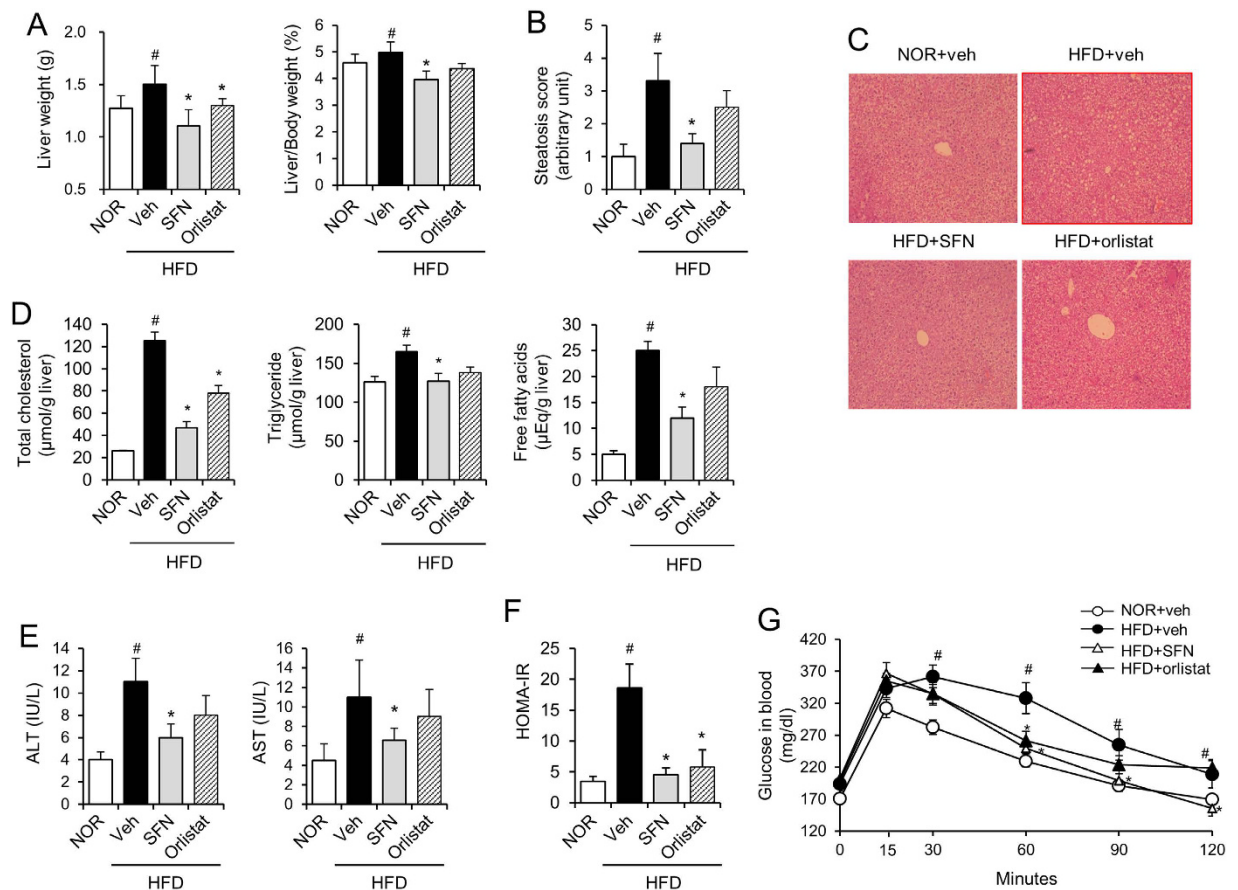 A
Liver weight (g)
2.0
1.5
1.0
0.5
#
*
*
NOR
Veh
SFN
Orlistat
HFD
Liver/Body weight (%)
6
5
4
3
2
1
0
#
*
NOR
Veh
SFN
Orlistat
HFD
B
Steatosis score
(arbitrary unit)
5
4
3
2
1
0
#
*
NOR
Veh
SFN
Orlistat
HFD
C
NOR+veh
HFD+veh
HFD+SFN
HFD+orlistat
D
Total cholesterol
(μmol/g liver)
140
120
100
80
60
40
20
0
#
*
*
NOR
Veh
SFN
Orlistat
HFD
Triglyceride
(μmol/g liver)
200
150
100
50
0
#
*
NOR
Veh
SFN
Orlistat
HFD
Free fatty acids
(μEq/g liver)
30
25
20
15
10
5
0
#
*
NOR
Veh
SFN
Orlistat
HFD
E
ALT (IU/L)
14
12
10
8
6
4
2
0
#
*
NOR
Veh
SFN
Orlistat
HFD
AST (IU/L)
16
14
12
10
8
6
4
2
0
#
*
NOR
Veh
SFN
Orlistat
HFD
F
HOMA-IR
25
20
15
10
5
0
#
*
*
NOR
Veh
SFN
Orlistat
HFD
G
NOR+veh
HFD+veh
HFD+SFN
HFD+orlistat
Glucose in blood
(mg/dl)
420
370
320
270
220
170
120
#
#
#
#
*
*
*
*
0
15
30
60
90
120
Minutes